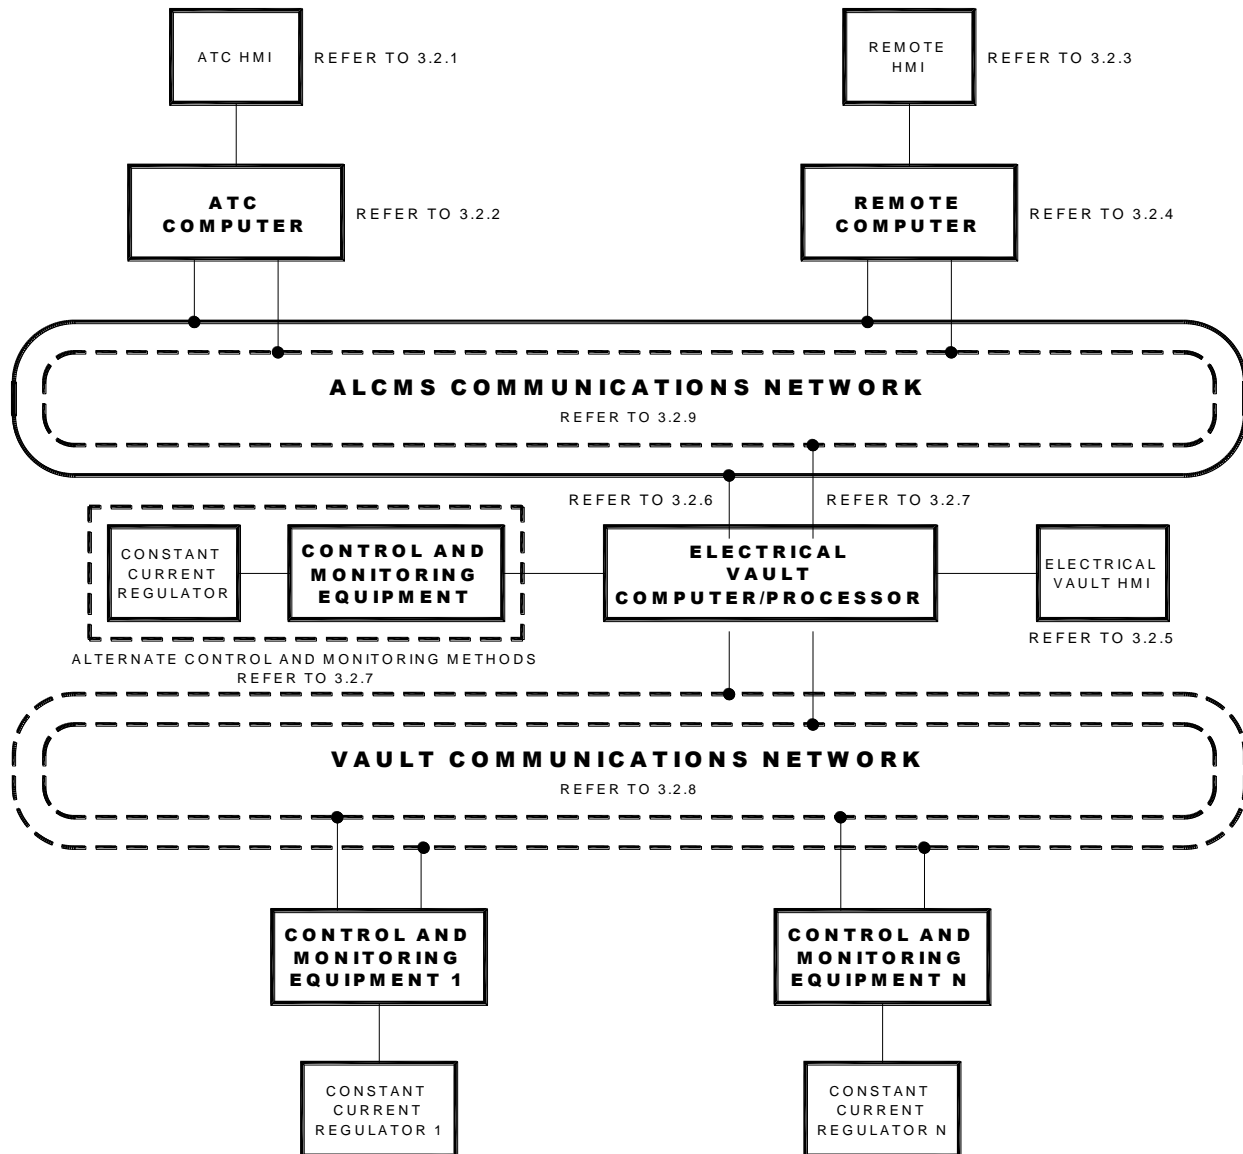 ATC HMI
REFER TO 3.2.1
REMOTE
HMI
REFER TO 3.2.3
ATC
COMPUTER
REFER TO 3.2.2
REMOTE
COMPUTER
REFER TO 3.2.4
ALCMS COMMUNICATIONS NETWORK
REFER TO 3.2.9
REFER TO 3.2.6
REFER TO 3.2.7
CONSTANT
CURRENT
REGULATOR
CONTROL AND
MONITORING
EQUIPMENT
ELECTRICAL
VAULT
COMPUTER/PROCESSOR
ELECTRICAL
VAULT HMI
REFER TO 3.2.5
ALTERNATE CONTROL AND MONITORING METHODS
REFER TO 3.2.7
VAULT COMMUNICATIONS NETWORK
REFER TO 3.2.8
CONTROL AND
MONITORING
EQUIPMENT 1
CONTROL AND
MONITORING
EQUIPMENT N
CONSTANT
CURRENT
REGULATOR 1
CONSTANT
CURRENT
REGULATOR N